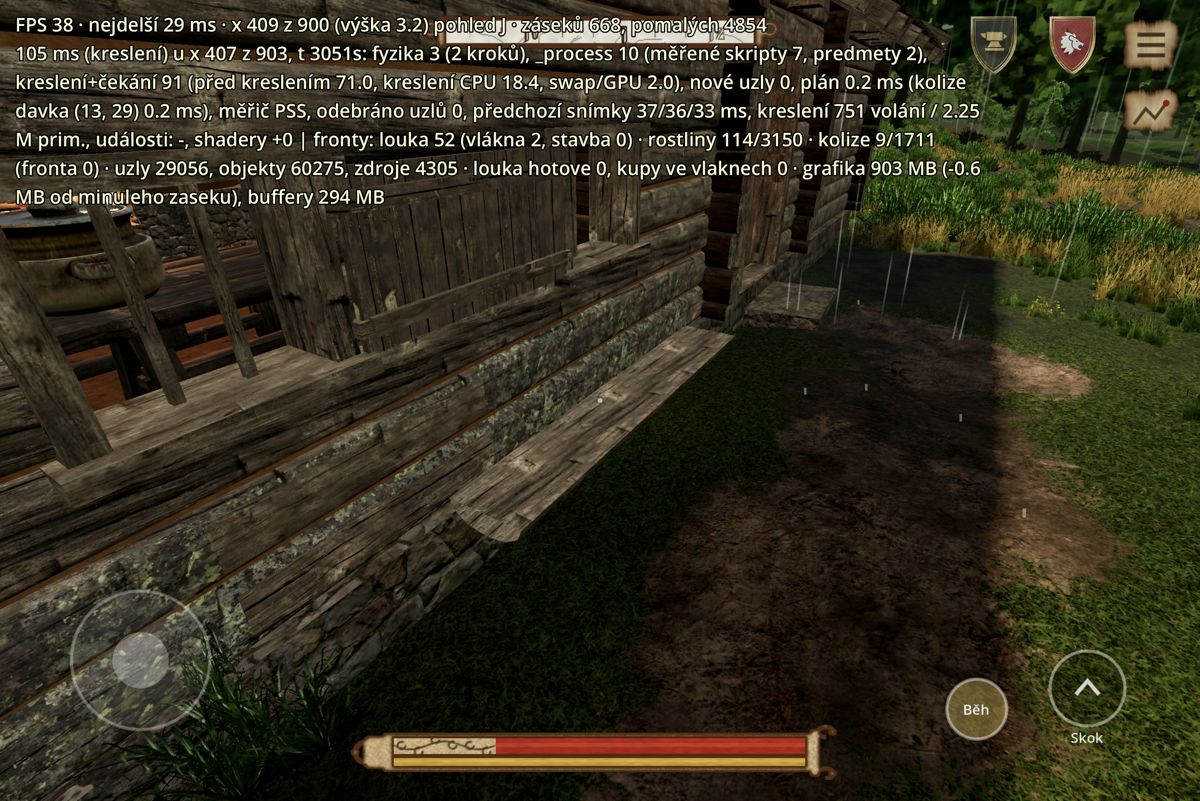 FPS 38 · nejdelší 29 ms · x 409 z 900 (výška 3.2) pohled J · záseků 668, pomalých 4854
105 ms (kreslení) u x 407 z 903, t 3051s: fyzika 3 (2 kroků), _process 10 (měřené skripty 7, predmety 2),
kreslení+čekání 91 (před kreslením 71.0, kreslení CPU 18.4, swap/GPU 2.0), nové uzly 0, plán 0.2 ms (kolize
davka (13, 29) 0.2 ms), měřič PSS, odebráno uzlů 0, předchozí snímky 37/36/33 ms, kreslení 751 volání / 2.25
M prim., události: -, shadery +0 | fronty: louka 52 (vlákna 2, stavba 0) · rostliny 114/3150 · kolize 9/1711
(fronta 0) · uzly 29056, objekty 60275, zdroje 4305 · louka hotove 0, kupy ve vlaknech 0 · grafika 903 MB (-0.6
MB od minuleho zaseku), buffery 294 MB
Běh
Skok